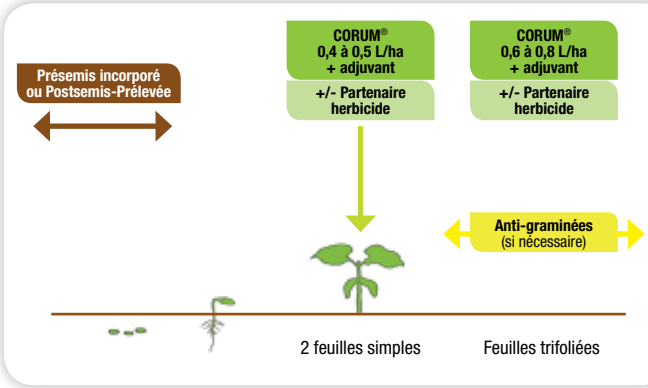 Présemis incorporé
ou Postsemis-Prélevée
CORUM®
0,4 à 0,5 L/ha
+ adjuvant
+/- Partenaire
herbicide
CORUM®
0,6 à 0,8 L/ha
+ adjuvant
+/- Partenaire
herbicide
Anti-graminées
(si nécessaire)
2 feuilles simples
Feuilles trifoliées